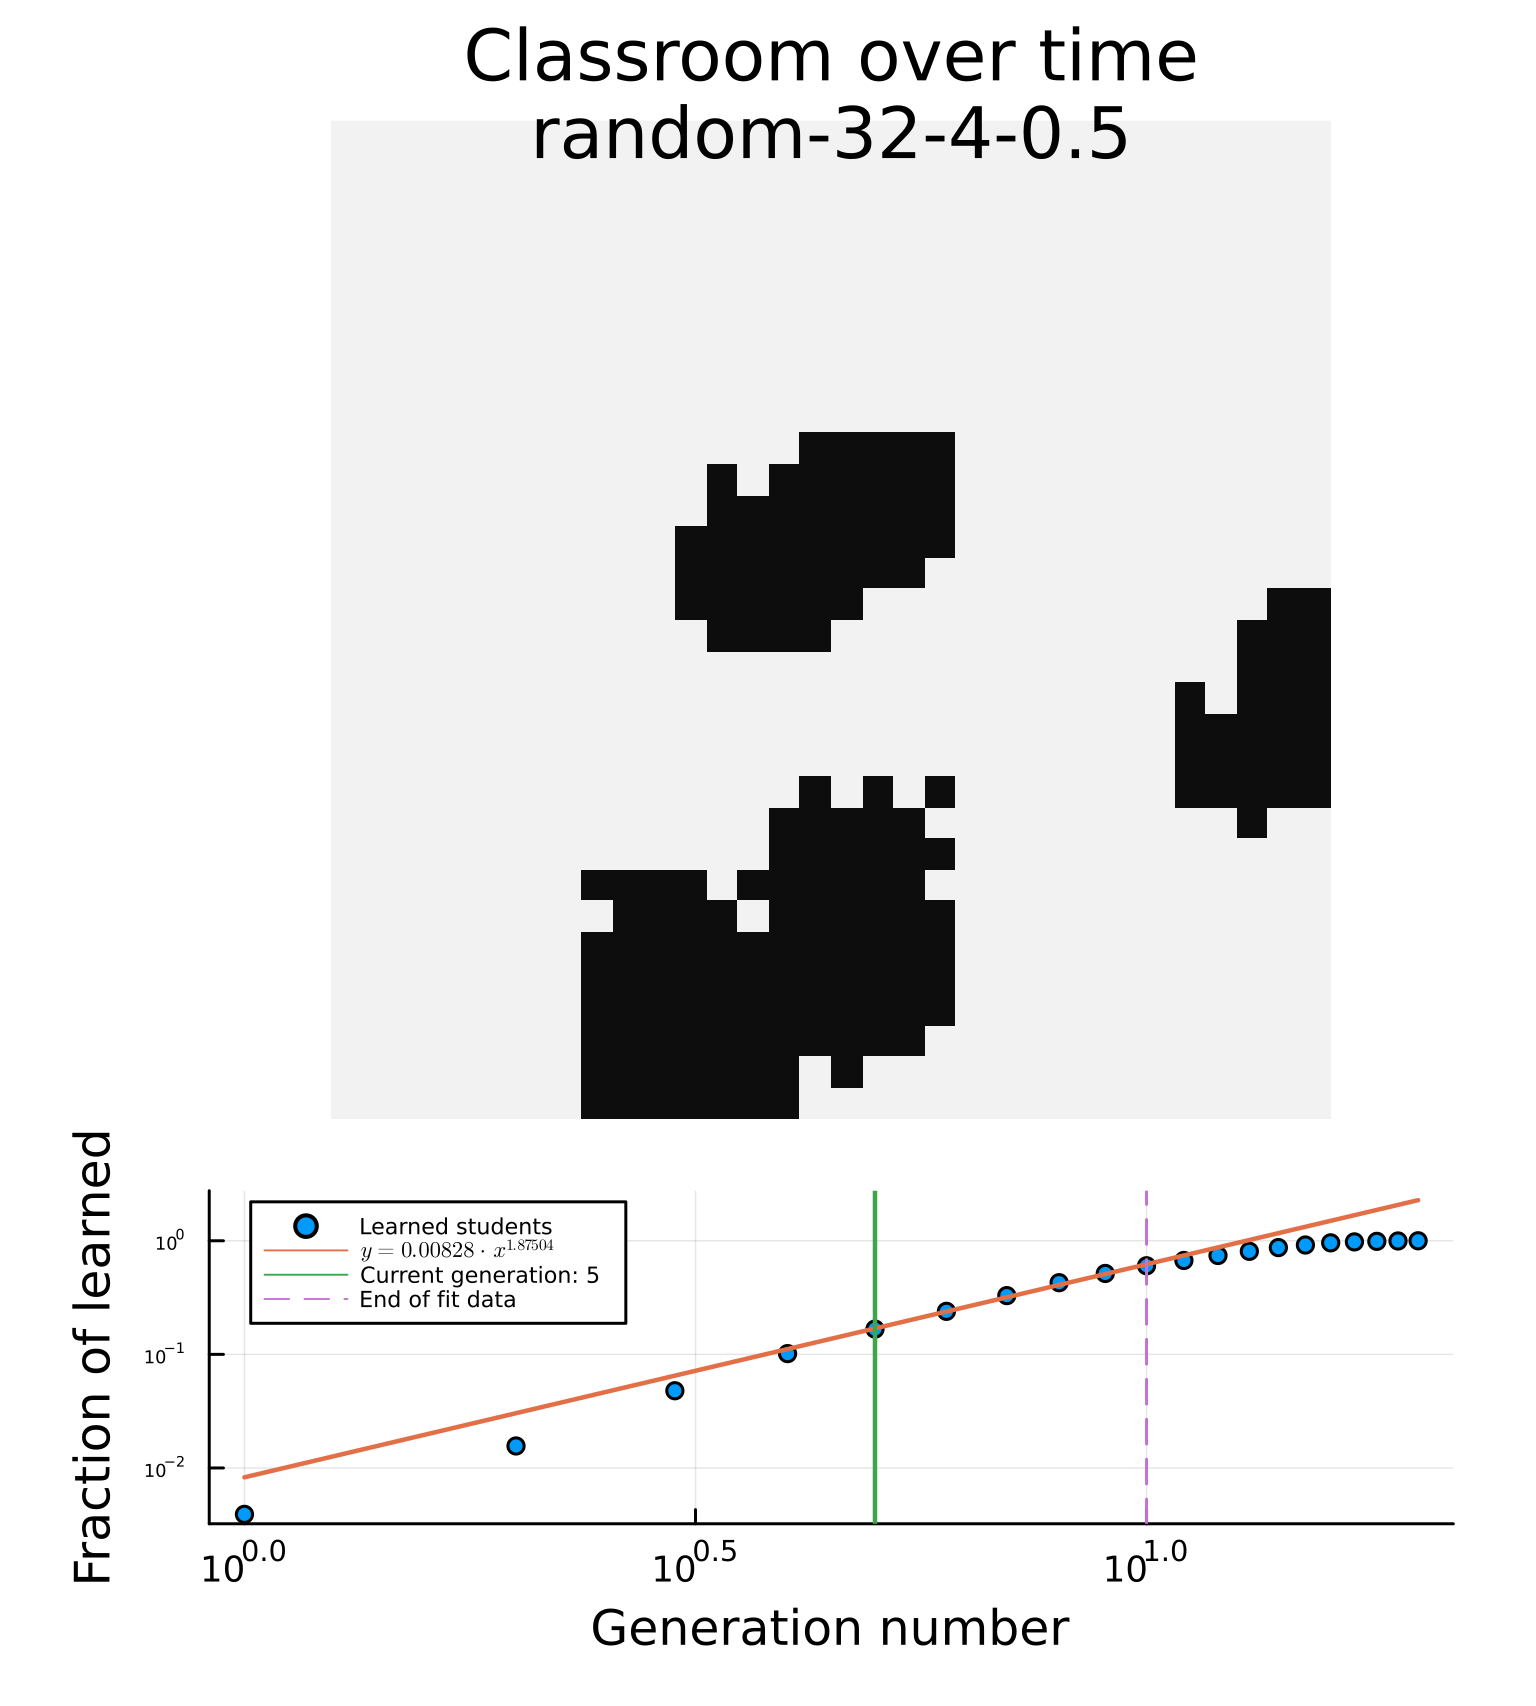 Classroom over time
random-32-4-0.5
Fraction of learned
10⁰
10⁻¹
10⁻²
Learned students
y = 0.00828 · x^1.87504
Current generation: 5
End of fit data
10^0.0
10^0.5
10^1.0
Generation number